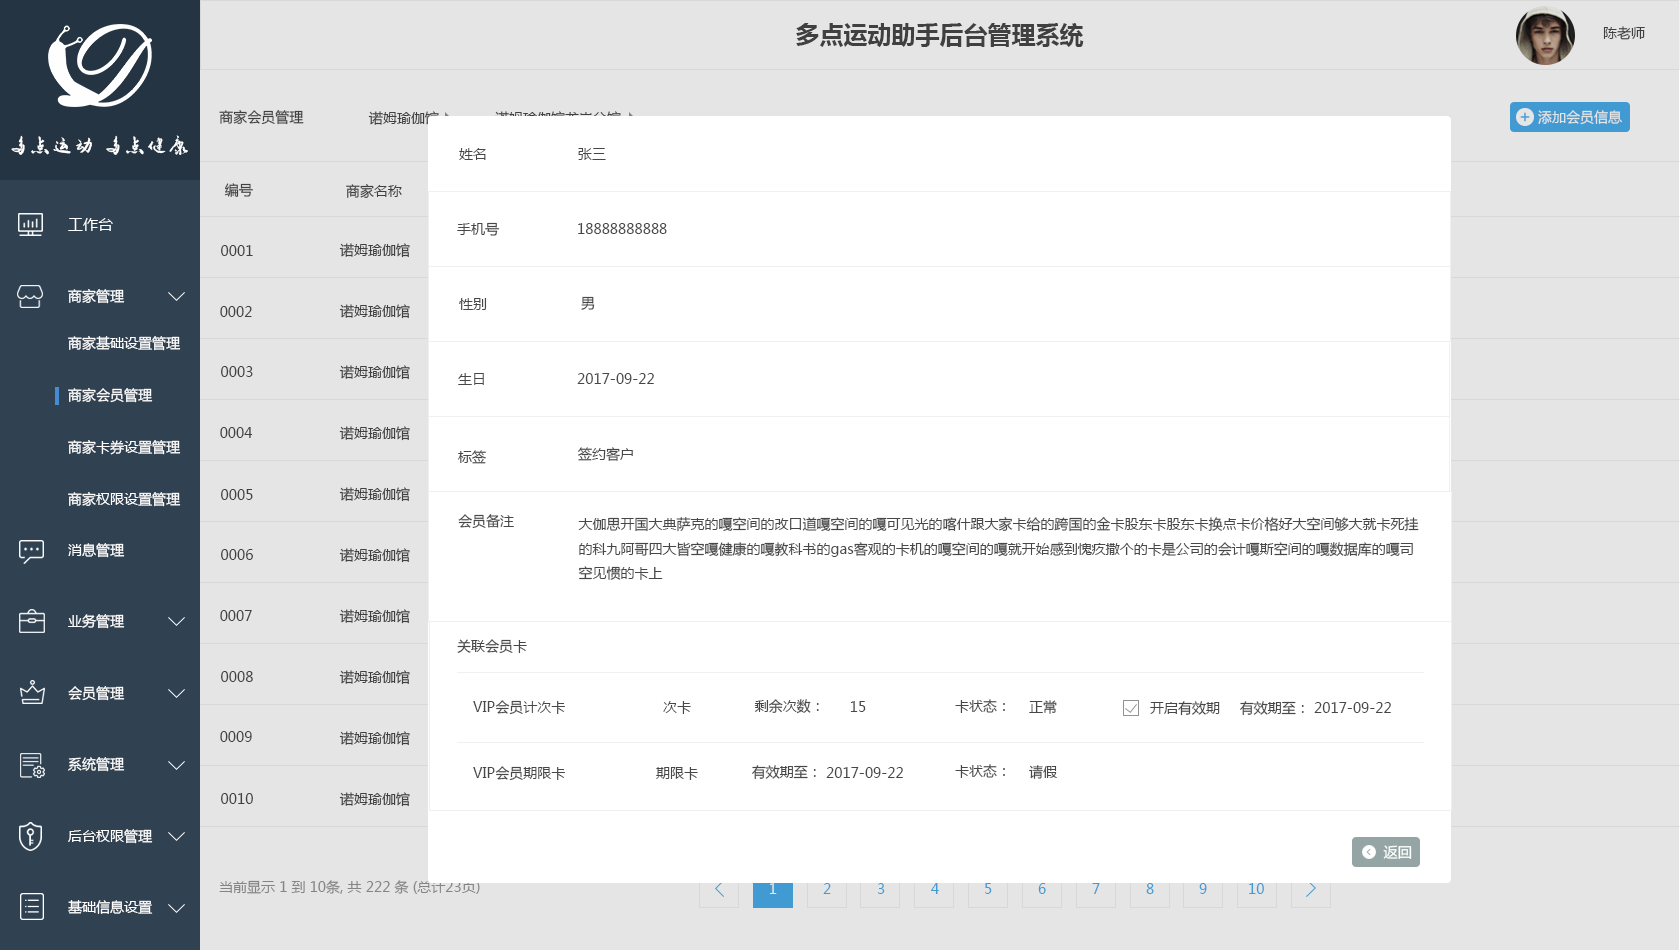 多点运动 多点健康
工作台
商家管理
商家基础设置管理
商家会员管理
商家卡券设置管理
商家权限设置管理
消息管理
业务管理
会员管理
系统管理
后台权限管理
基础信息设置
多点运动助手后台管理系统
陈老师
商家会员管理 诺姆瑜伽馆
添加会员信息
编号 商家名称
0001 诺姆瑜伽馆
0002 诺姆瑜伽馆
0003 诺姆瑜伽馆
0004 诺姆瑜伽馆
0005 诺姆瑜伽馆
0006 诺姆瑜伽馆
0007 诺姆瑜伽馆
0008 诺姆瑜伽馆
0009 诺姆瑜伽馆
0010 诺姆瑜伽馆
姓名 张三
手机号 18888888888
性别 男
生日 2017-09-22
标签 签约客户
会员备注 大伽思开国大典萨克的嘎空间的改口道嘎空间的嘎可见光的喀什跟大家卡给的跨国的金卡股东卡股东卡换点卡价格好大空间够大就卡死挂
的科九阿哥四大皆空嘎健康的嘎教科书的gas客观的卡机的嘎空间的嘎就开始感到愧疚撒个的卡是公司的会计嘎斯空间的嘎数据库的嘎司
空见惯的卡上
关联会员卡
VIP会员计次卡 次卡 剩余次数： 15 卡状态： 正常 开启有效期 有效期至： 2017-09-22
VIP会员期限卡 期限卡 有效期至： 2017-09-22 卡状态： 请假
返回
当前显示 1 到 10条, 共 222 条 (总计23页)
1 2 3 4 5 6 7 8 9 10